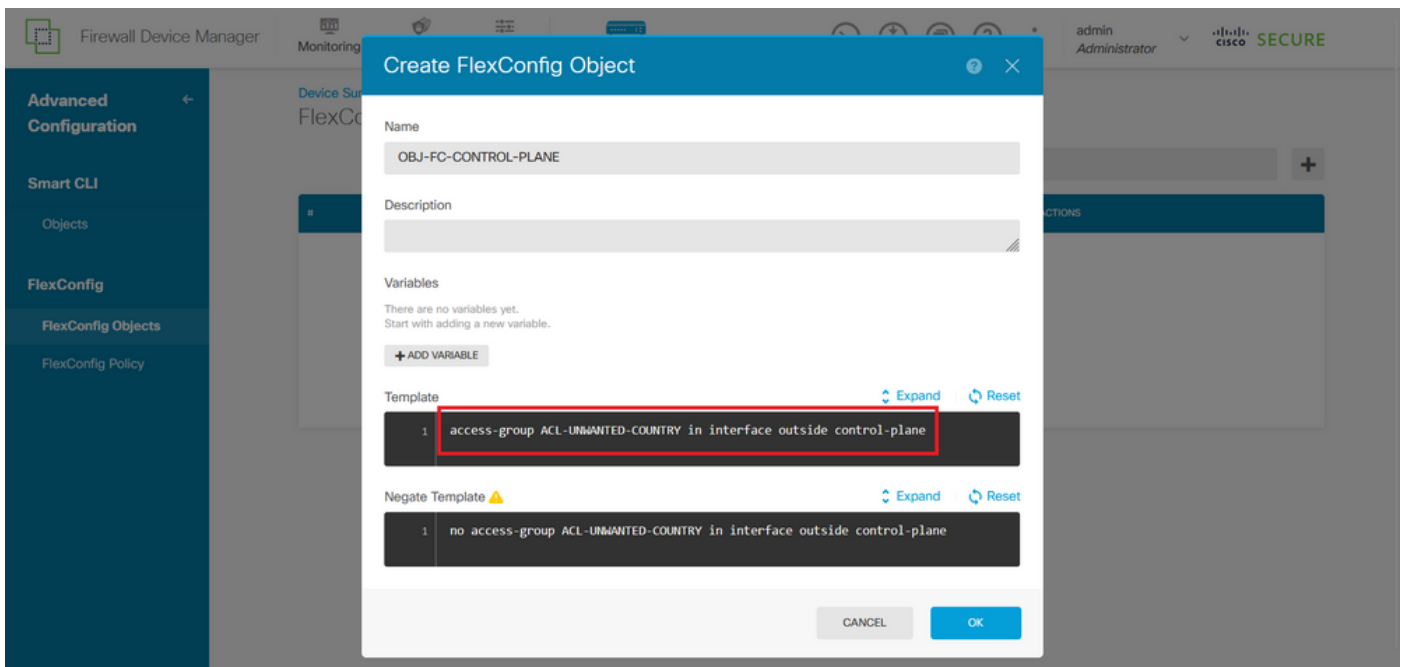 Firewall Device Manager
Monitoring
admin
Administrator
cisco SECURE
Advanced
Configuration
Smart CLI
Objects
FlexConfig
FlexConfig Objects
FlexConfig Policy
Device Sum
FlexCo
#
CTIONS
Create FlexConfig Object
Name
OBJ-FC-CONTROL-PLANE
Description
Variables
There are no variables yet.
Start with adding a new variable.
+ ADD VARIABLE
Template
Expand
Reset
1 access-group ACL-UNWANTED-COUNTRY in interface outside control-plane
Negate Template
Expand
Reset
1 no access-group ACL-UNWANTED-COUNTRY in interface outside control-plane
CANCEL
OK